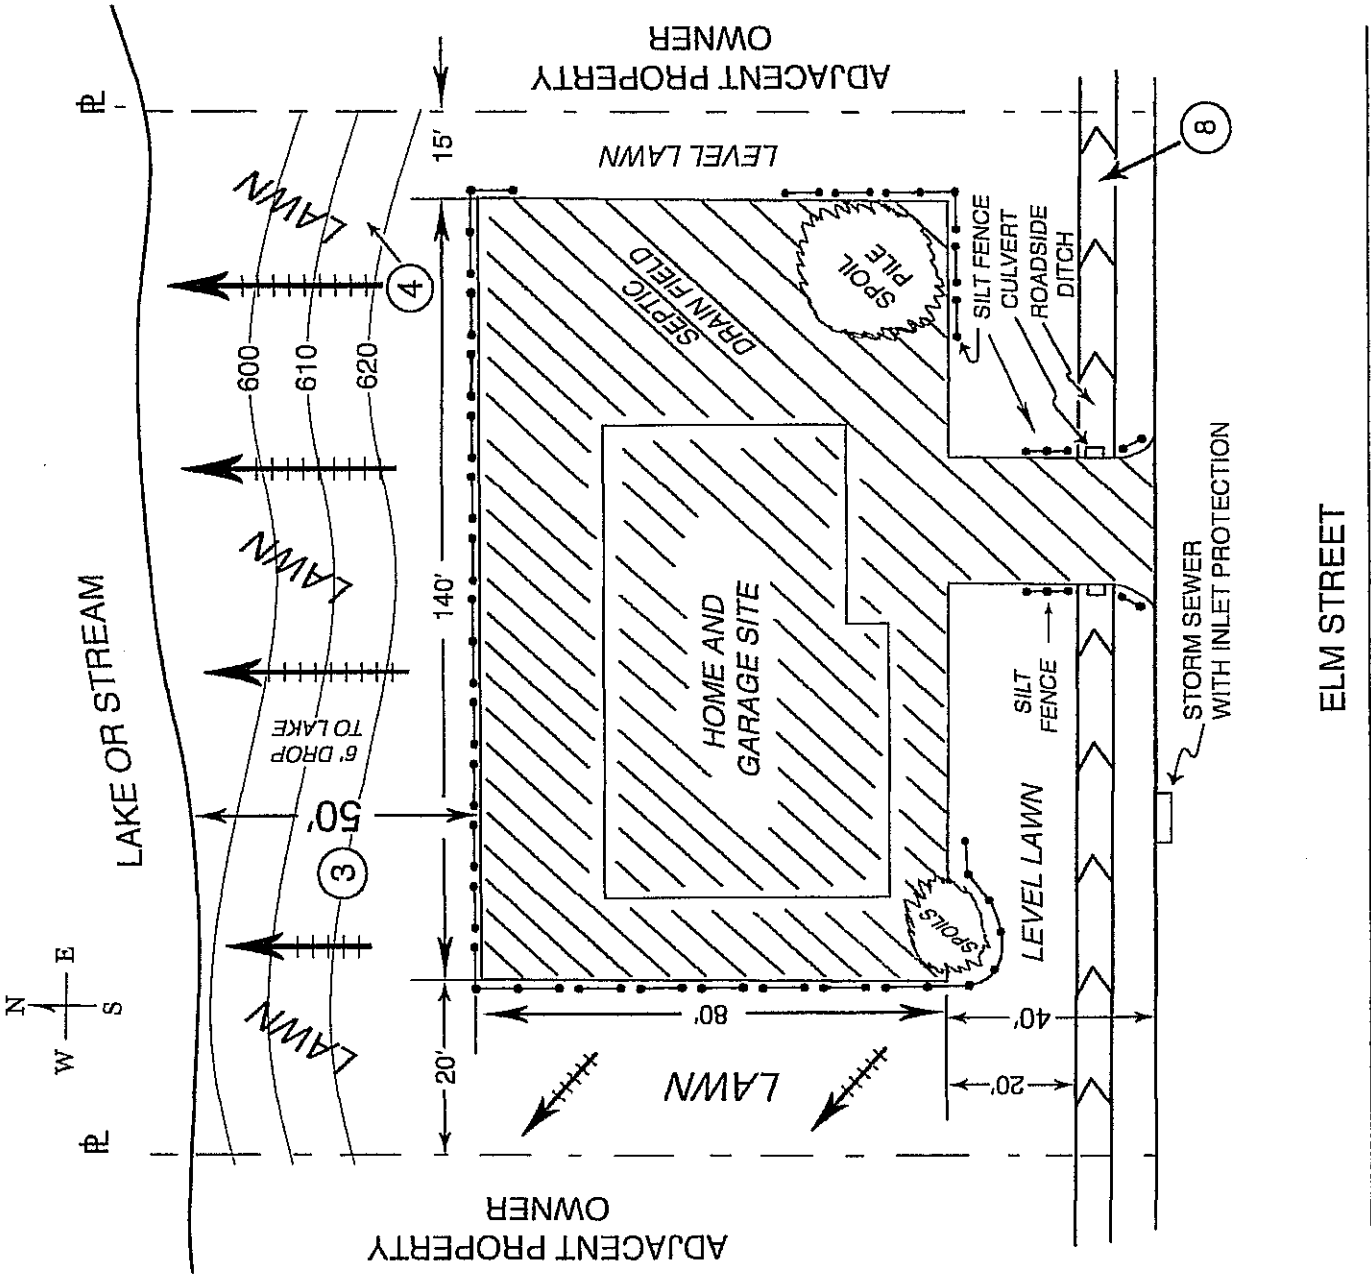 N
W
E
S
PL
PL
LAKE OR STREAM
ADJACENT PROPERTY
OWNER
ADJACENT PROPERTY
OWNER
LAWN
LAWN
LAWN
600
610
620
4
3
6' DROP
TO LAKE
50'
15'
140'
20'
LEVEL LAWN
SEPTIC
DRAIN FIELD
SPOIL
PILE
HOME AND
GARAGE SITE
SPOILS
80'
LAWN
SILT FENCE
CULVERT
ROADSIDE
DITCH
8
SILT
FENCE
LEVEL LAWN
20'
40'
STORM SEWER
WITH INLET PROTECTION
ELM STREET